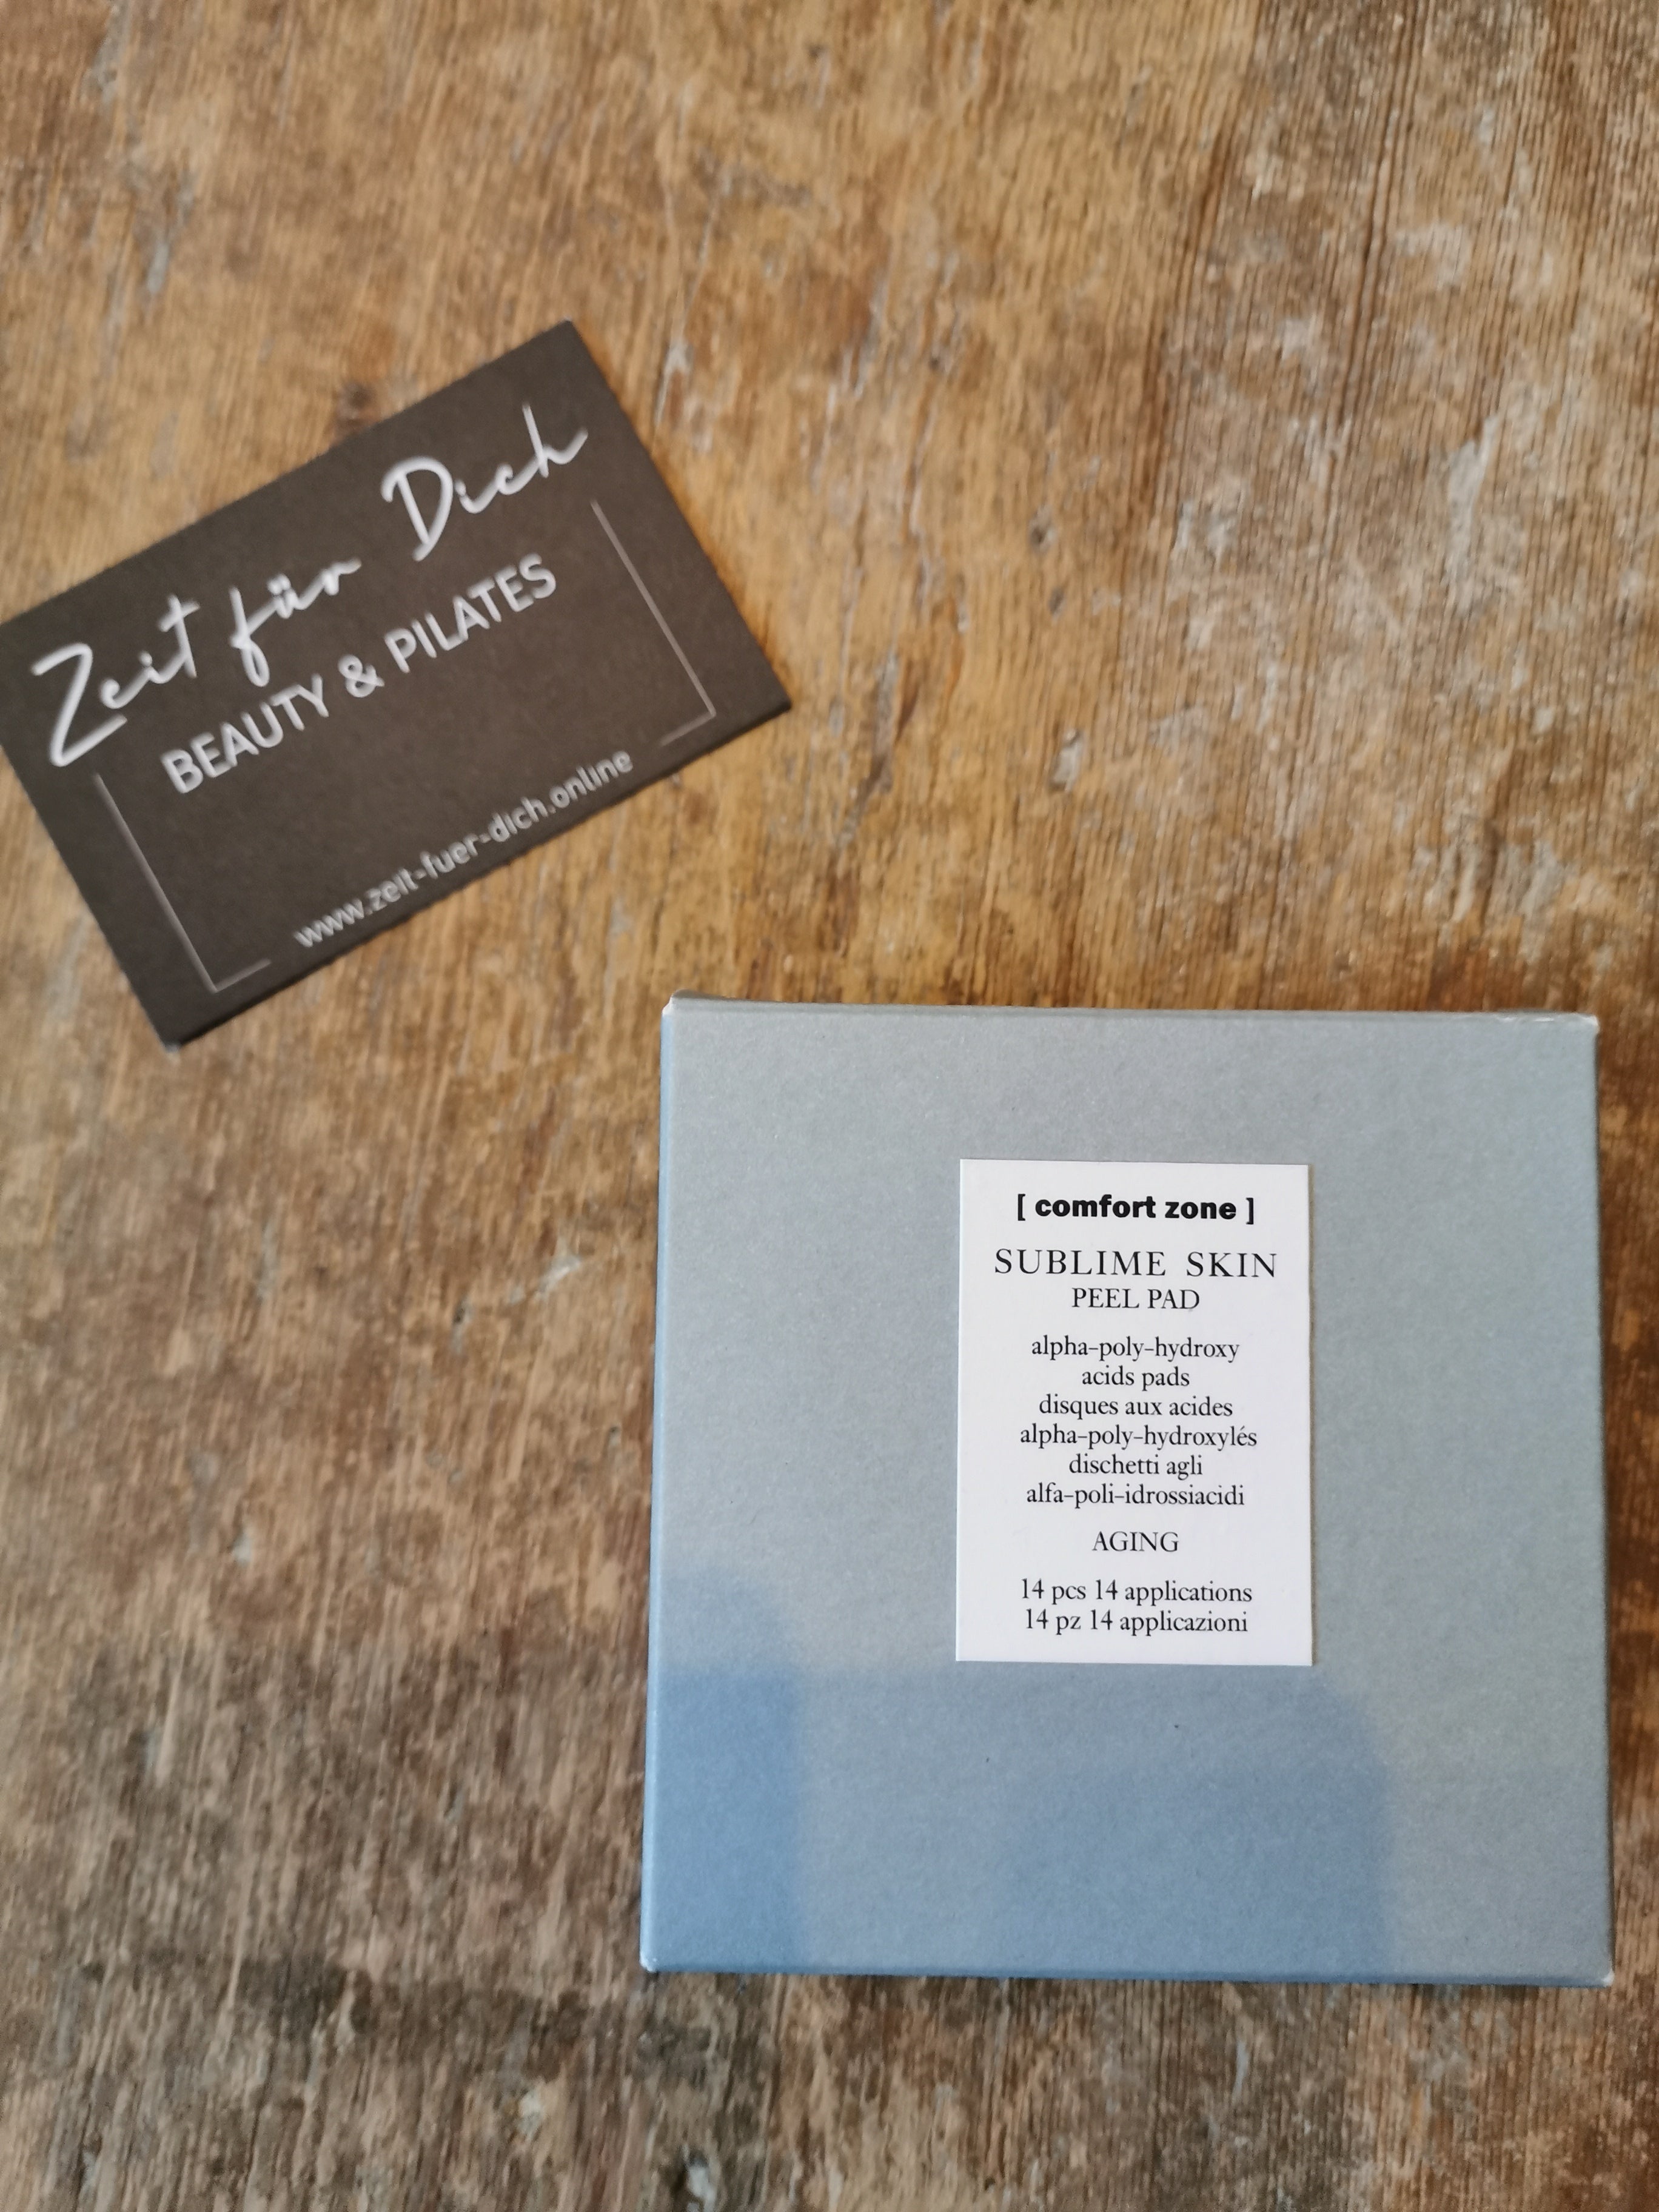 Zeit für Dich
BEAUTY & PILATES
www.zeit-fuer-dich.online
[ comfort zone ]
SUBLIME SKIN
PEEL PAD
alpha-poly-hydroxy
acids pads
disques aux acides
alpha-poly-hydroxylés
dischetti agli
alfa-poli-idrossiacidi
AGING
14 pcs 14 applications
14 pz 14 applicazioni